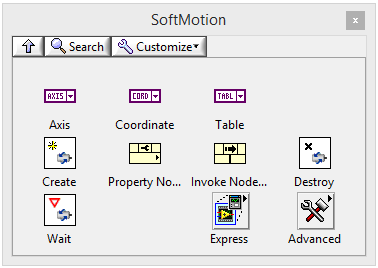 SoftMotion
x
Search Customize
AXIS CORD TABL
Axis Coordinate Table
Create Property No... Invoke Node... Destroy
Wait Express Advanced